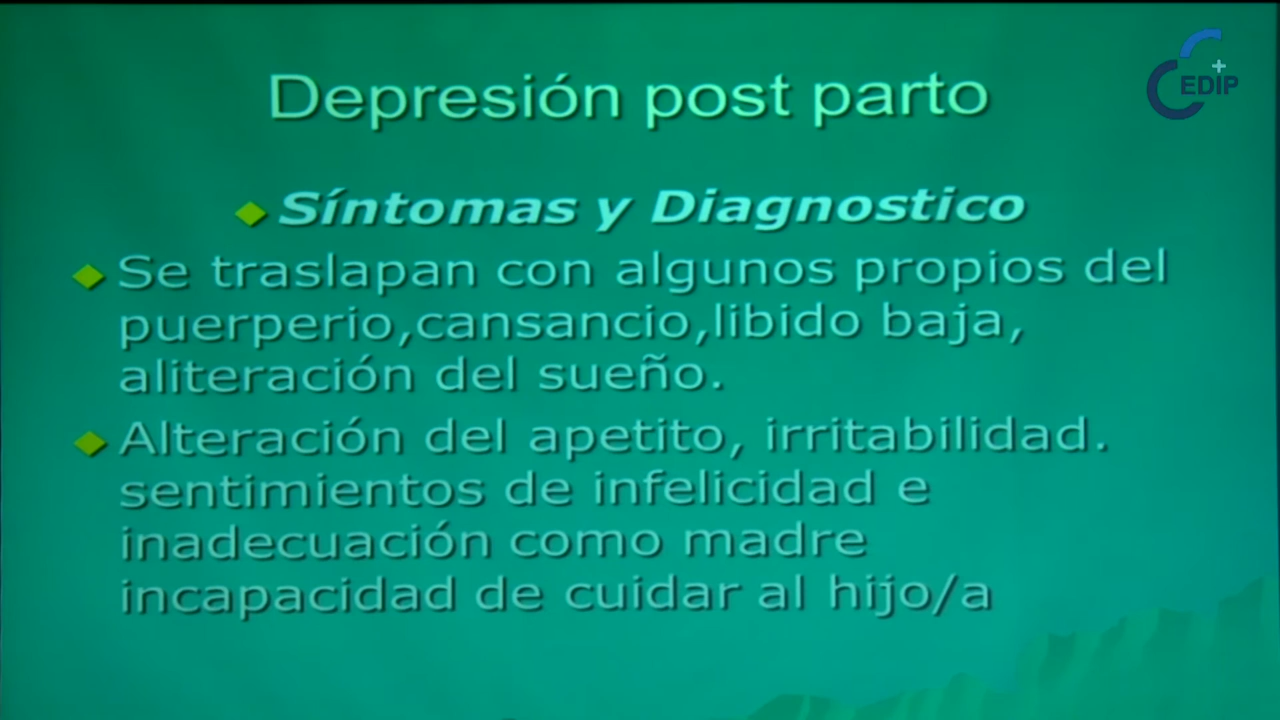 Depresión post parto
CEDIP
Síntomas y Diagnostico
Se traslapan con algunos propios del
puerperio,cansancio,libido baja,
aliteración del sueño.
Alteración del apetito, irritabilidad.
sentimientos de infelicidad e
inadecuación como madre
incapacidad de cuidar al hijo/a